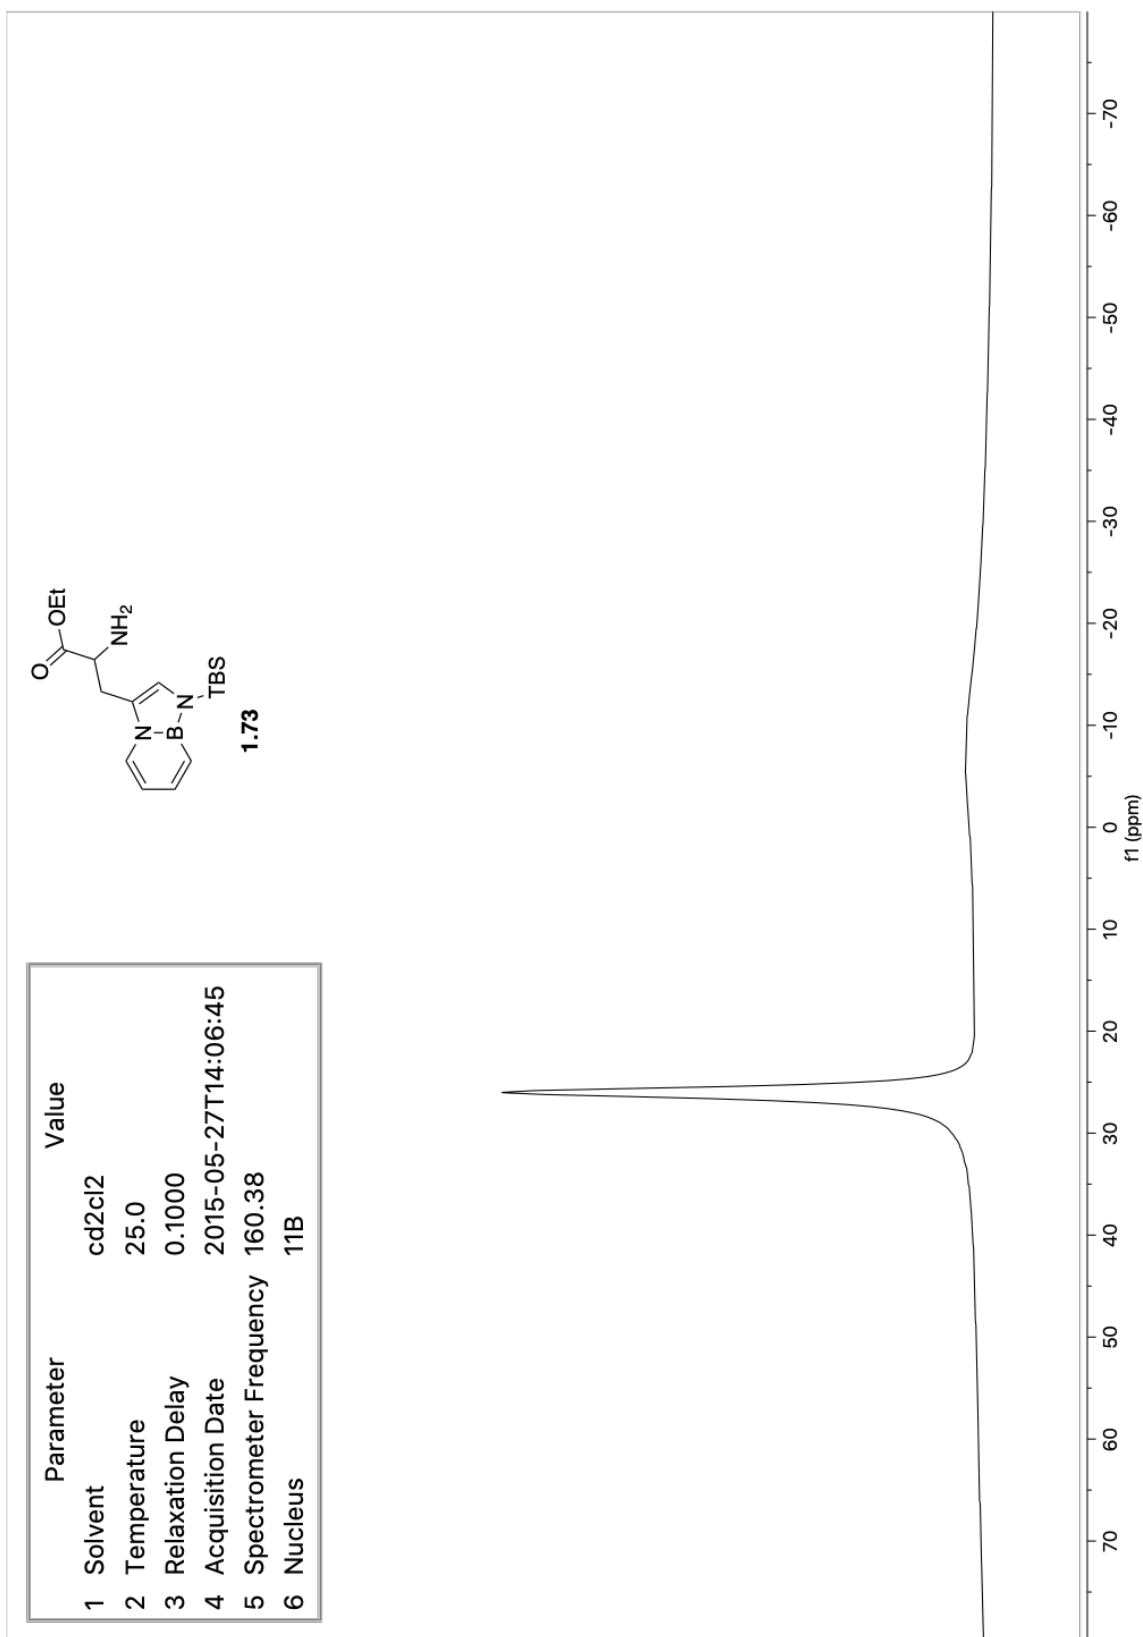 Parameter Value
1 Solvent cd2cl2
2 Temperature 25.0
3 Relaxation Delay 0.1000
4 Acquisition Date 2015-05-27T14:06:45
5 Spectrometer Frequency 160.38
6 Nucleus 11B
O
OEt
NH2
N
B
N
TBS
1.73
70 60 50 40 30 20 10 0 -10 -20 -30 -40 -50 -60 -70
f1 (ppm)